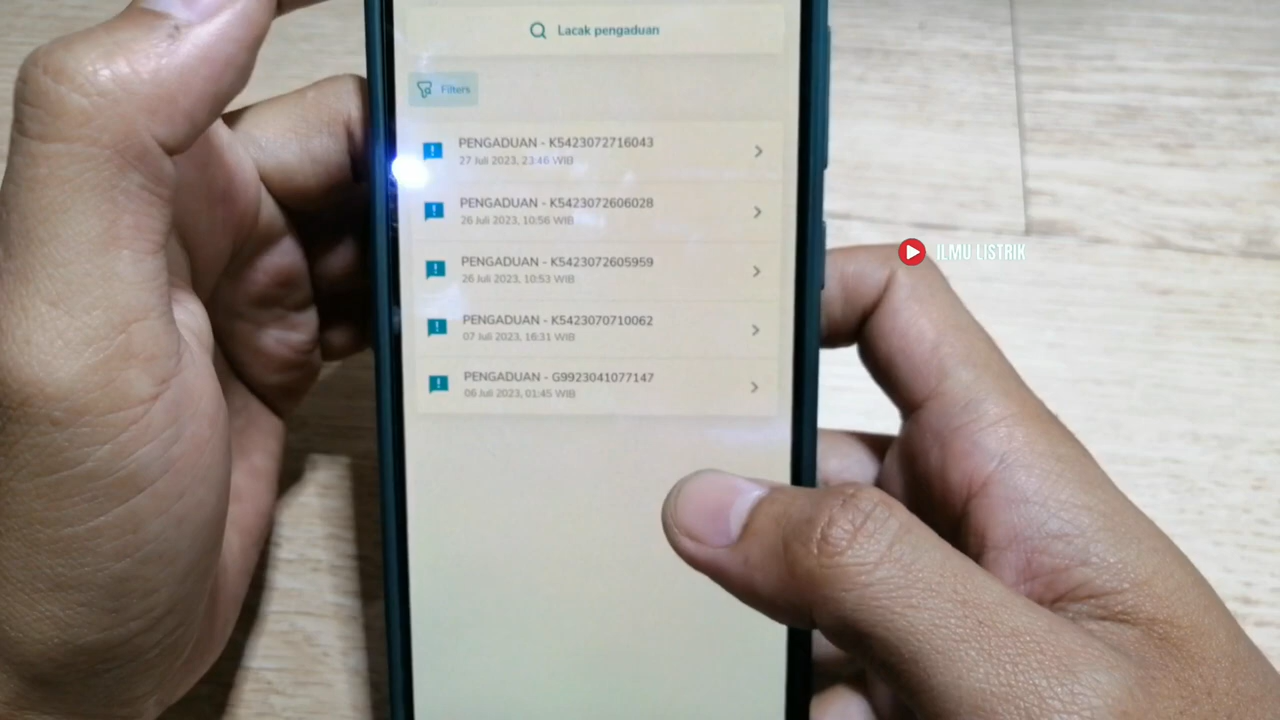 Lacak pengaduan
Filters
PENGADUAN - K5423072716043
27 Juli 2023, 23:46 WIB
PENGADUAN - K5423072606028
26 Juli 2023, 10:56 WIB
PENGADUAN - K5423072605959
26 Juli 2023, 10:53 WIB
PENGADUAN - K5423070710062
07 Juli 2023, 16:31 WIB
PENGADUAN - G9923041077147
06 Juli 2023, 01:45 WIB
ILMU LISTRIK